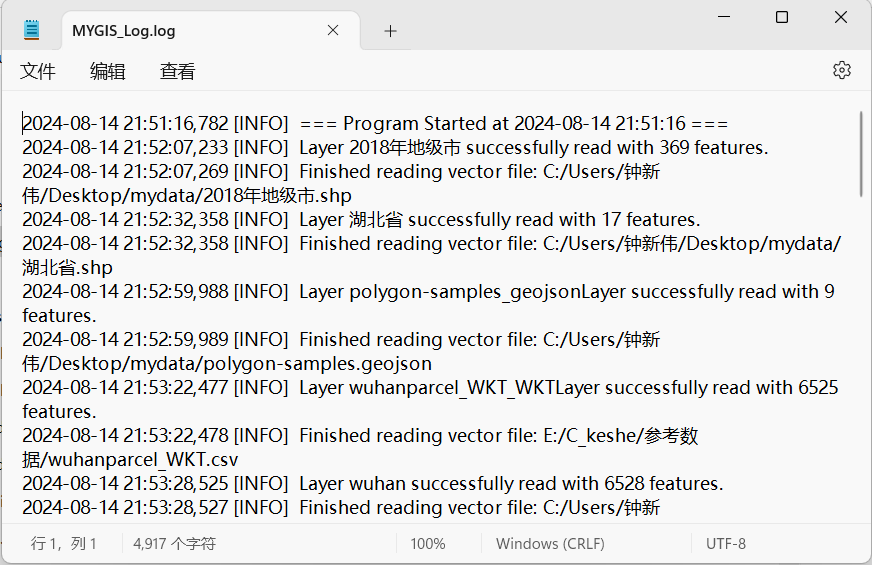 MYGIS_Log.log
文件 编辑 查看
2024-08-14 21:51:16,782 [INFO]  === Program Started at 2024-08-14 21:51:16 ===
2024-08-14 21:52:07,233 [INFO]  Layer 2018年地级市 successfully read with 369 features.
2024-08-14 21:52:07,269 [INFO]  Finished reading vector file: C:/Users/钟新
伟/Desktop/mydata/2018年地级市.shp
2024-08-14 21:52:32,358 [INFO]  Layer 湖北省 successfully read with 17 features.
2024-08-14 21:52:32,358 [INFO]  Finished reading vector file: C:/Users/钟新伟/Desktop/mydata/
湖北省.shp
2024-08-14 21:52:59,988 [INFO]  Layer polygon-samples_geojsonLayer successfully read with 9
features.
2024-08-14 21:52:59,989 [INFO]  Finished reading vector file: C:/Users/钟新
伟/Desktop/mydata/polygon-samples.geojson
2024-08-14 21:53:22,477 [INFO]  Layer wuhanparcel_WKT_WKTLayer successfully read with 6525
features.
2024-08-14 21:53:22,478 [INFO]  Finished reading vector file: E:/C_keshe/参考数
据/wuhanparcel_WKT.csv
2024-08-14 21:53:28,525 [INFO]  Layer wuhan successfully read with 6528 features.
2024-08-14 21:53:28,527 [INFO]  Finished reading vector file: C:/Users/钟新
行 1，列 1 4,917 个字符 100% Windows (CRLF) UTF-8